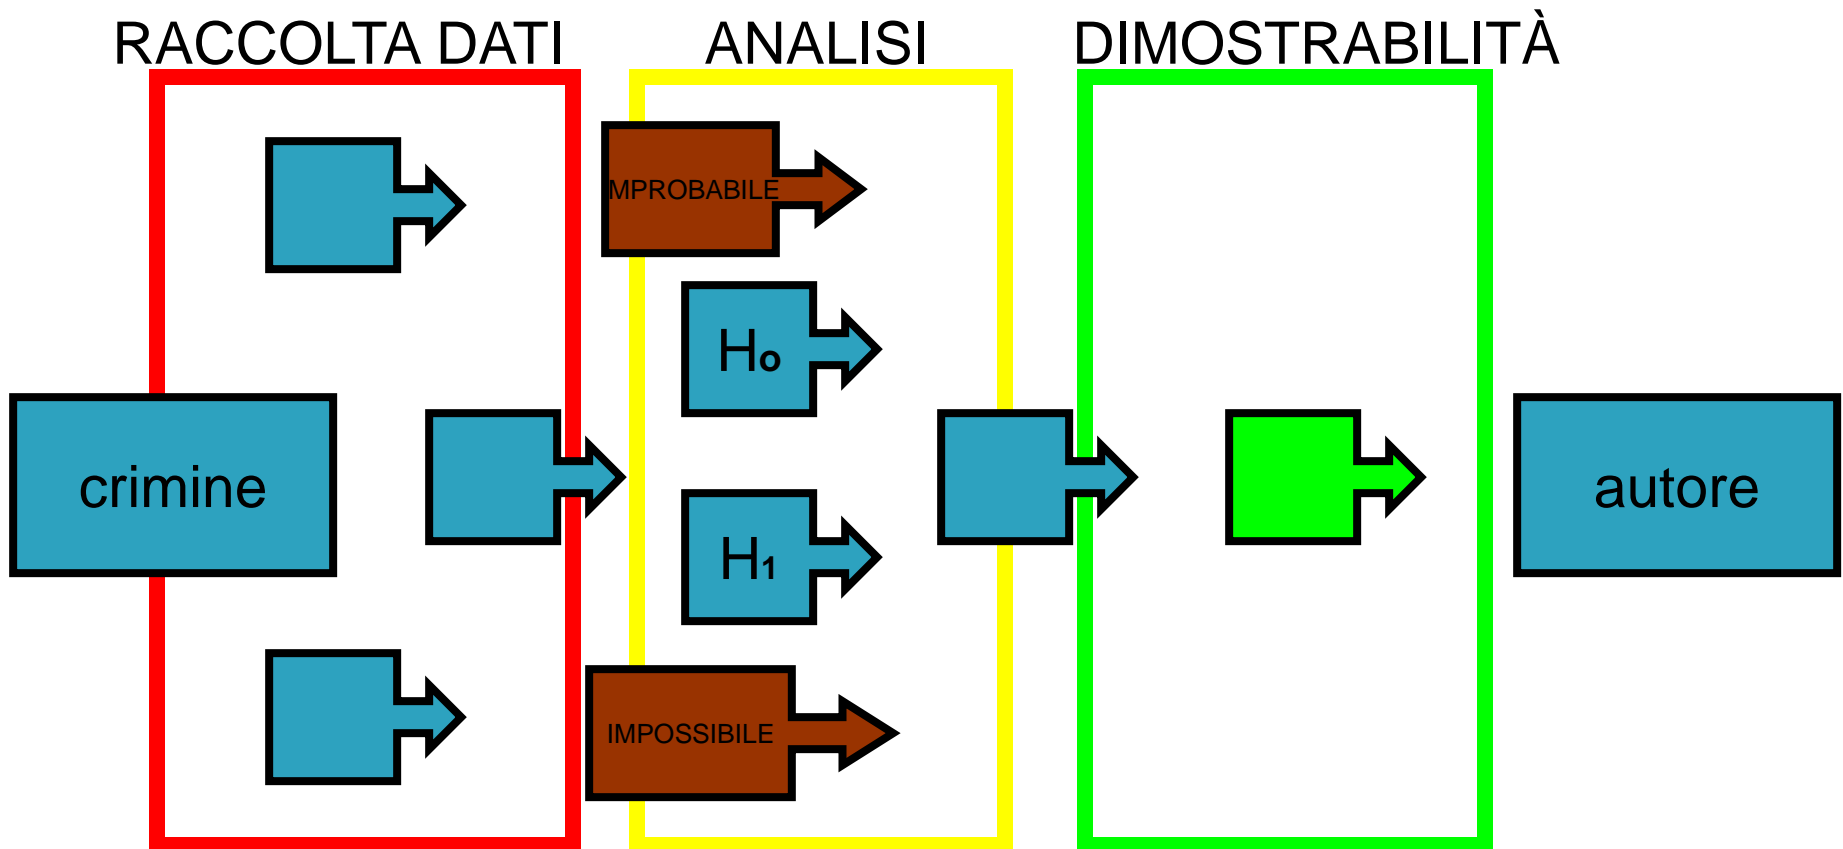 RACCOLTA DATI
ANALISI
DIMOSTRABILITÀ
MPROBABILE
H₀
crimine
autore
H₁
IMPOSSIBILE